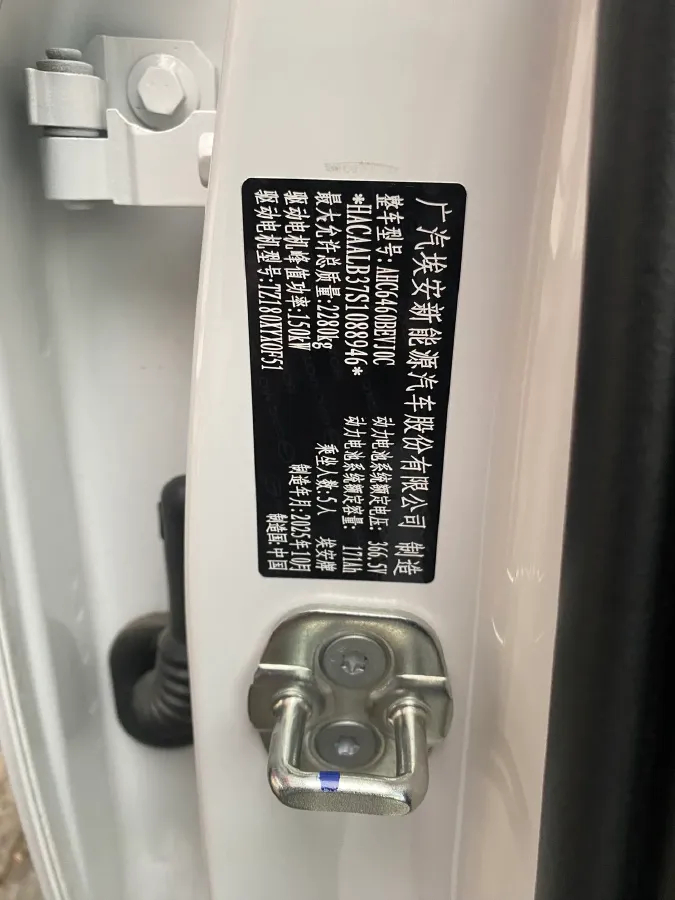 广汽埃安新能源汽车股份有限公司 制造
整车型号:AHC6460BEVJ0C 动力电池系统额定电压: 366.5V
*HACAALB37S1088946* 动力电池系统额定容量: 171Ah
最大允许总质量:2280kg 乘坐人数:5人 埃安牌
驱动电机峰值功率:150kW 制造年月:2025年10月
驱动电机型号:TZ180XYX0F51 制造国:中国